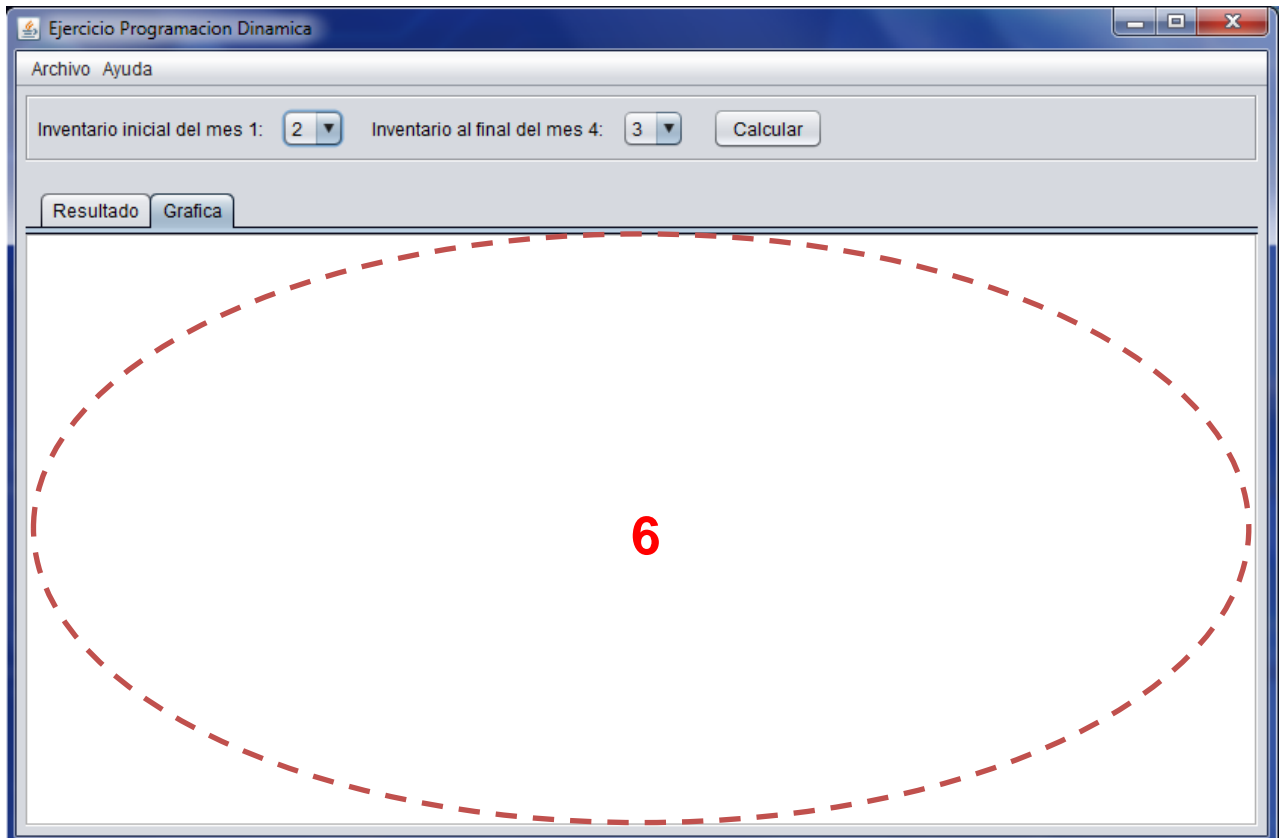 Ejercicio Programacion Dinamica
Archivo Ayuda
Inventario inicial del mes 1: 2 Inventario al final del mes 4: 3 Calcular
Resultado Grafica
6